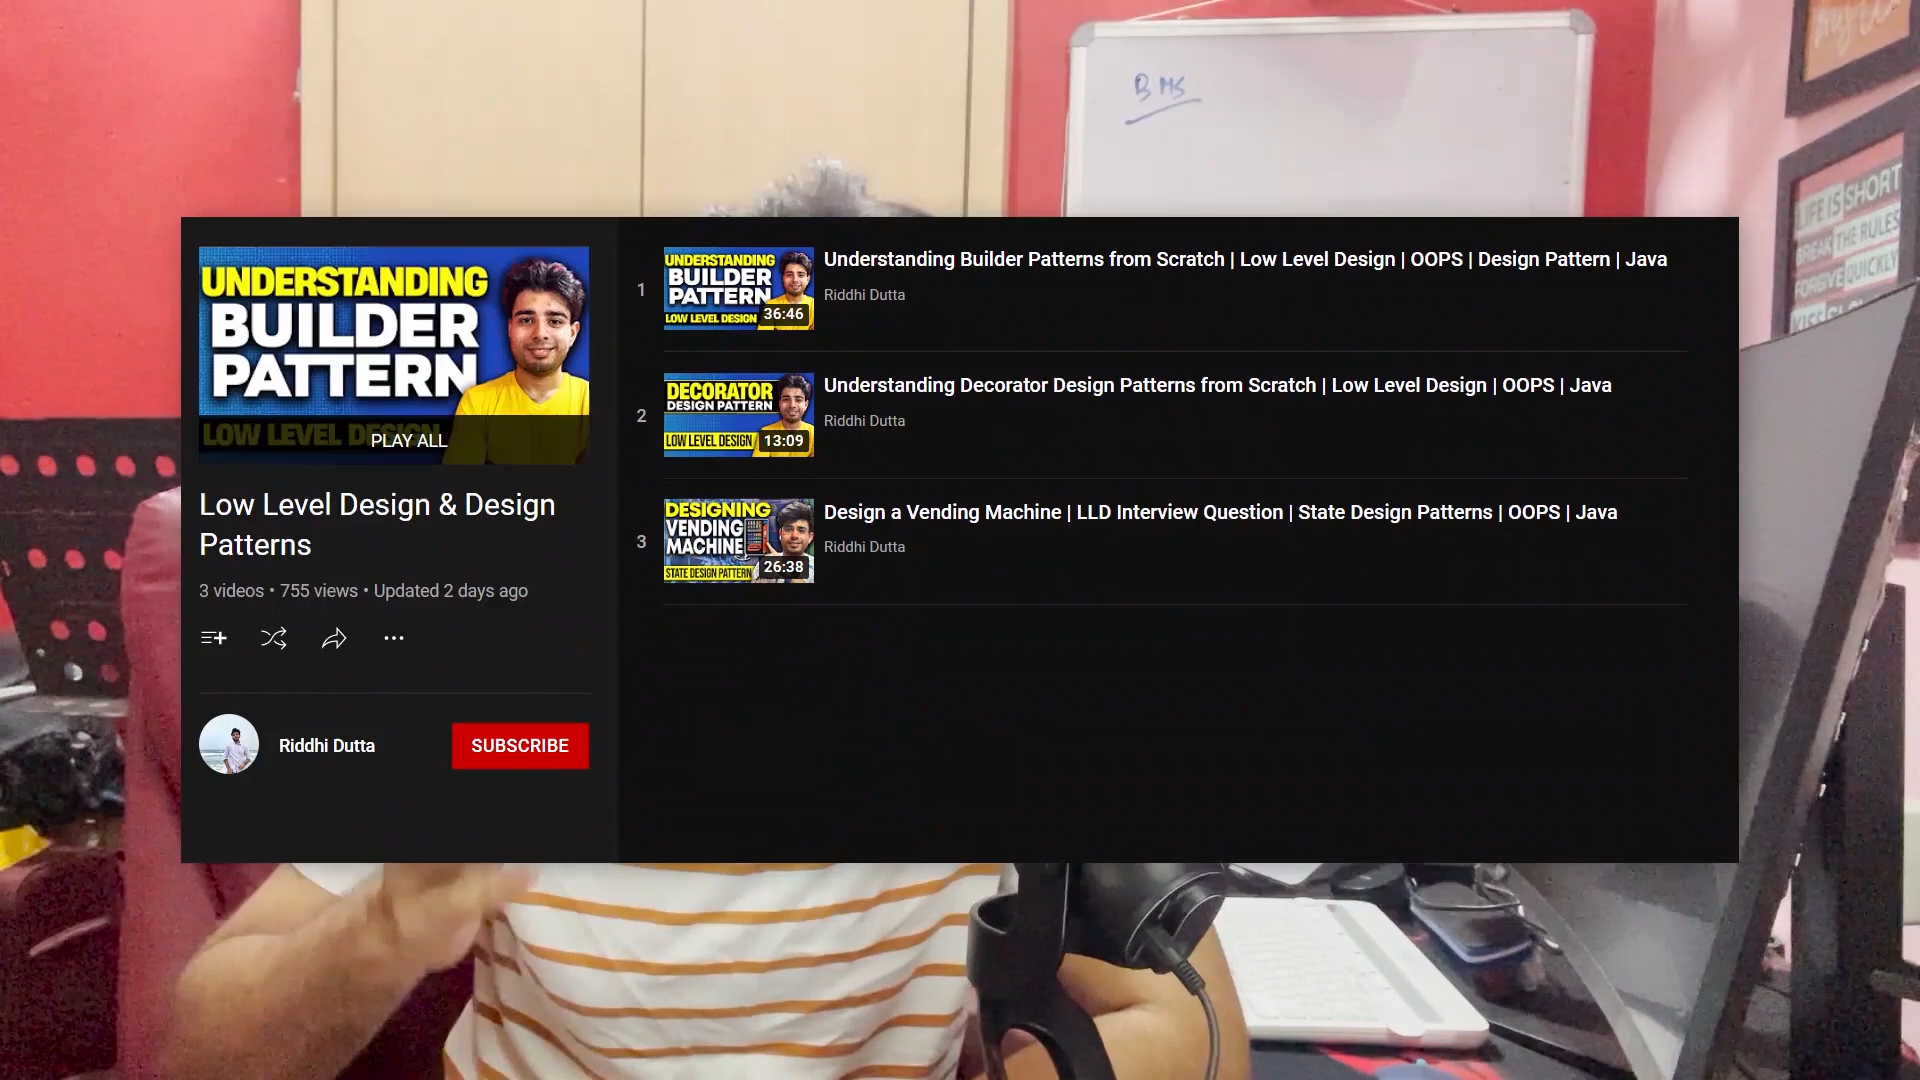 BMS
LIFE IS SHORT
BREAK THE RULES
FORGIVE QUICKLY
UNDERSTANDING
BUILDER
PATTERN
LOW LEVEL DESIGN
PLAY ALL
Low Level Design & Design
Patterns
3 videos • 755 views • Updated 2 days ago
Riddhi Dutta
SUBSCRIBE
1
UNDERSTANDING
BUILDER
PATTERN
LOW LEVEL DESIGN
36:46
Understanding Builder Patterns from Scratch | Low Level Design | OOPS | Design Pattern | Java
Riddhi Dutta
2
DECORATOR
DESIGN PATTERN
LOW LEVEL DESIGN
13:09
Understanding Decorator Design Patterns from Scratch | Low Level Design | OOPS | Java
Riddhi Dutta
3
DESIGNING
VENDING
MACHINE
STATE DESIGN PATTERN
26:38
Design a Vending Machine | LLD Interview Question | State Design Patterns | OOPS | Java
Riddhi Dutta